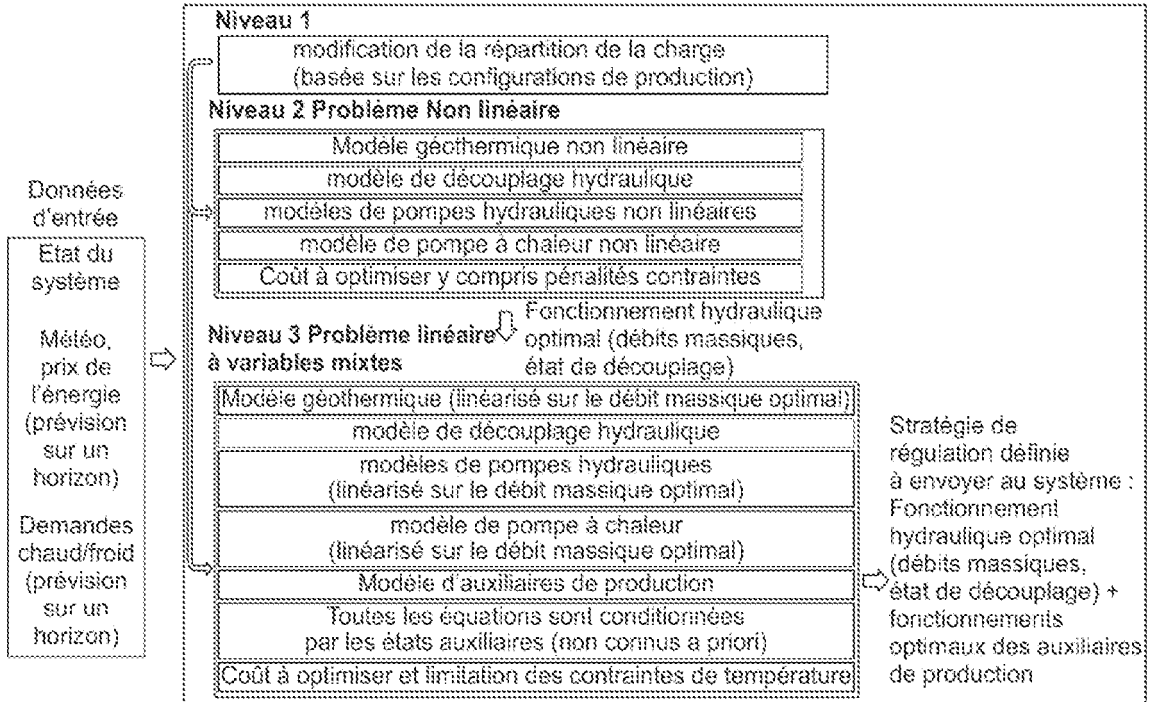 Niveau 1
modification de la répartition de la charge
(basée sur les configurations de production)
Niveau 2 Problème Non linéaire
Modèle géothermique non linéaire
modèle de découplage hydraulique
modèles de pompes hydrauliques non linéaires
modèle de pompe à chaleur non linéaire
Coût à optimiser y compris pénalités contraintes
Données
d'entrée
Etat du
système
Météo,
prix de
l'énergie
(prévision
sur un
horizon)
Demandes
chaud/froid
(prévision
sur un
horizon)
Fonctionnement hydraulique
optimal (débits massiques,
état de découplage)
Niveau 3 Problème linéaire
à variables mixtes
Modèle géothermique (linéarisé sur le débit massique optimal)
modèle de découplage hydraulique
modèles de pompes hydrauliques
(linéarisé sur le débit massique optimal)
modèle de pompe à chaleur
(linéarisé sur le débit massique optimal)
Modèle d'auxiliaires de production
Toutes les équations sont conditionnées
par les états auxiliaires (non connus a priori)
Coût à optimiser et limitation des contraintes de température
Stratégie de
régulation définie
à envoyer au système :
Fonctionnement
hydraulique optimal
(débits massiques,
état de découplage) +
fonctionnements
optimaux des auxiliaires
de production